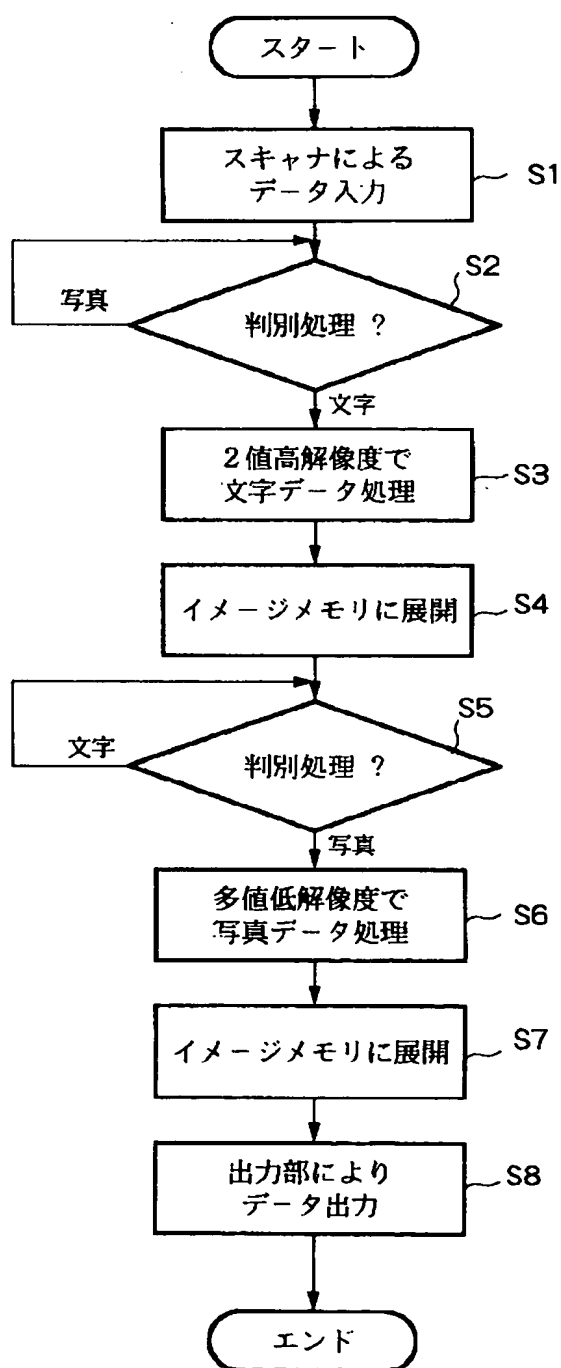 スタート
スキャナによる
データ入力
S1
S2
写真
判別処理 ?
文字
2値高解像度で
文字データ処理
S3
イメージメモリに展開
S4
S5
文字
判別処理 ?
写真
多値低解像度で
写真データ処理
S6
イメージメモリに展開
S7
出力部により
データ出力
S8
エンド